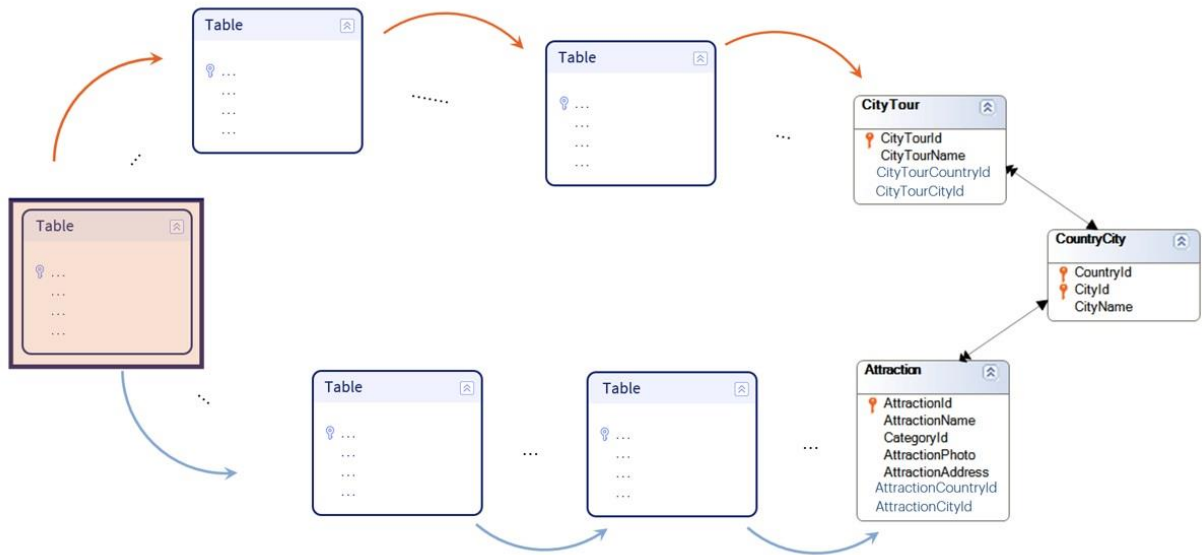 Table
...
...
...
...
.......
Table
...
...
...
...
...
CityTour
CityTourId
CityTourName
CityTourCountryId
CityTourCityId
...
Table
...
...
...
...
CountryCity
CountryId
CityId
CityName
...
Table
...
...
...
...
...
Table
...
...
...
...
...
Attraction
AttractionId
AttractionName
CategoryId
AttractionPhoto
AttractionAddress
AttractionCountryId
AttractionCityId